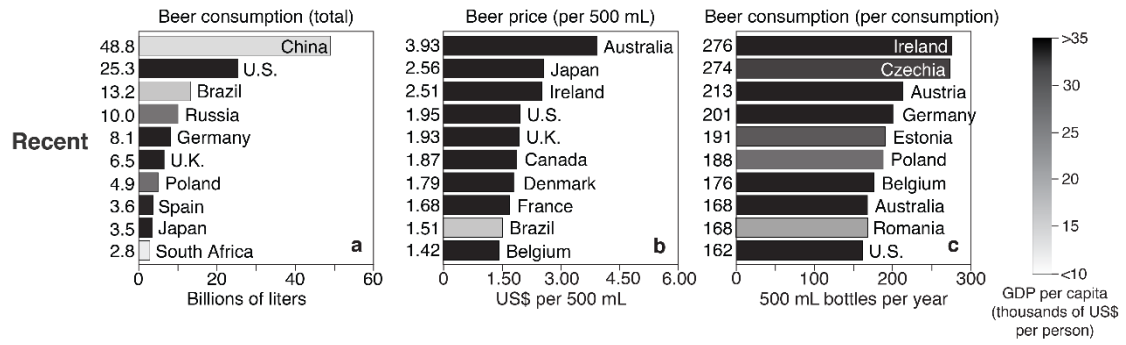 Beer consumption (total)
48.8 China
25.3 U.S.
13.2 Brazil
10.0 Russia
8.1 Germany
6.5 U.K.
4.9 Poland
3.6 Spain
3.5 Japan
2.8 South Africa
a
0 20 40 60
Billions of liters
Recent
Beer price (per 500 mL)
3.93 Australia
2.56 Japan
2.51 Ireland
1.95 U.S.
1.93 U.K.
1.87 Canada
1.79 Denmark
1.68 France
1.51 Brazil
1.42 Belgium
b
0 1.50 3.00 4.50 6.00
US$ per 500 mL
Beer consumption (per consumption)
276 Ireland
274 Czechia
213 Austria
201 Germany
191 Estonia
188 Poland
176 Belgium
168 Australia
168 Romania
162 U.S.
c
0 100 200 300
500 mL bottles per year
>35
30
25
20
15
<10
GDP per capita
(thousands of US$
per person)